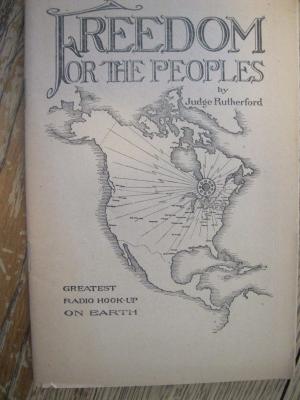 FREEDOM
FOR THE PEOPLES
by
Judge Rutherford
GREATEST
RADIO HOOK-UP
ON EARTH